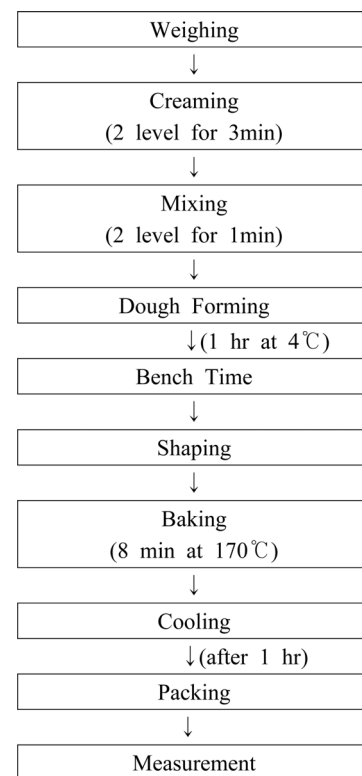 Weighing
↓
Creaming
(2 level for 3min)
↓
Mixing
(2 level for 1min)
↓
Dough Forming
↓(1 hr at 4℃)
Bench Time
↓
Shaping
↓
Baking
(8 min at 170℃)
↓
Cooling
↓(after 1 hr)
Packing
↓
Measurement